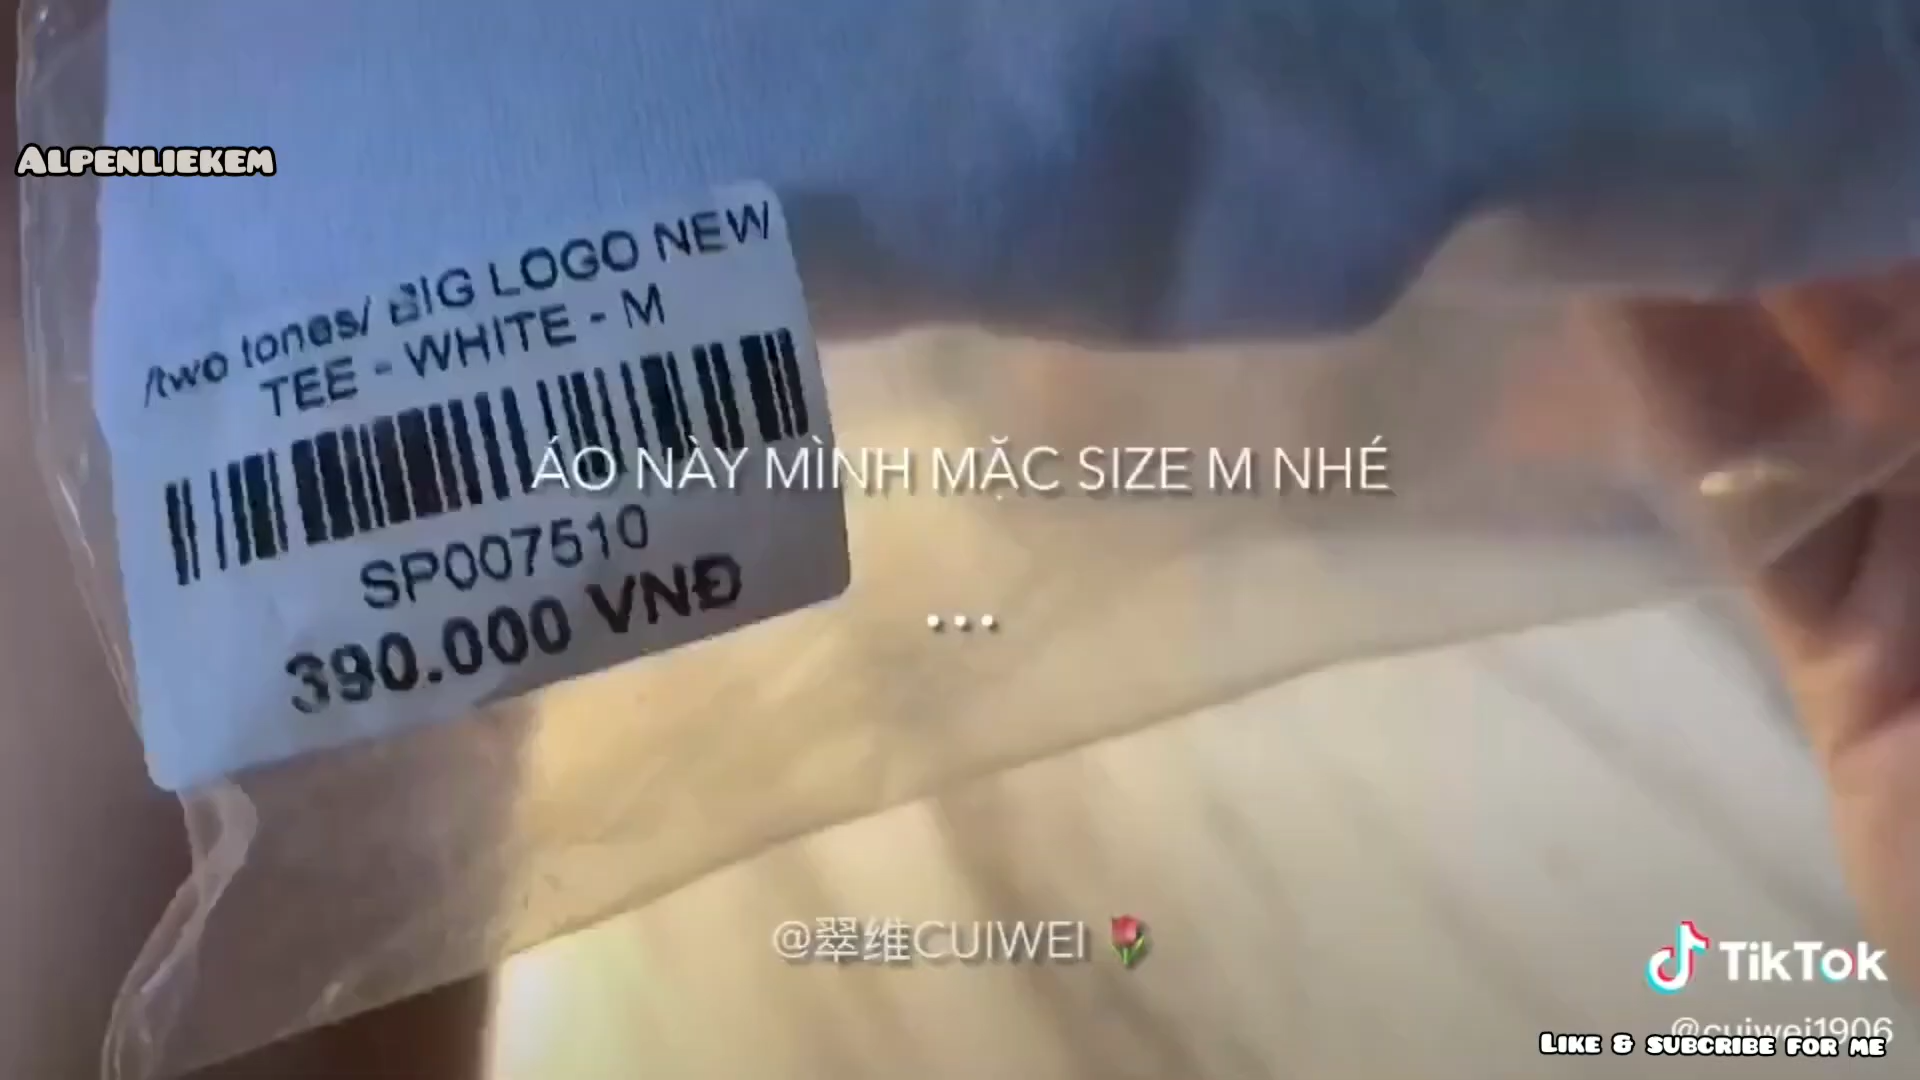 ALPENLIEKEM
/two tones/ BIG LOGO NEW
TEE - WHITE - M
SP007510
390.000 VNĐ
ÁO NÀY MÌNH MẶC SIZE M NHÉ
...
@翠维CUIWEI
TikTok
@cuiwei1906
LIKE & SUBCRIBE FOR ME